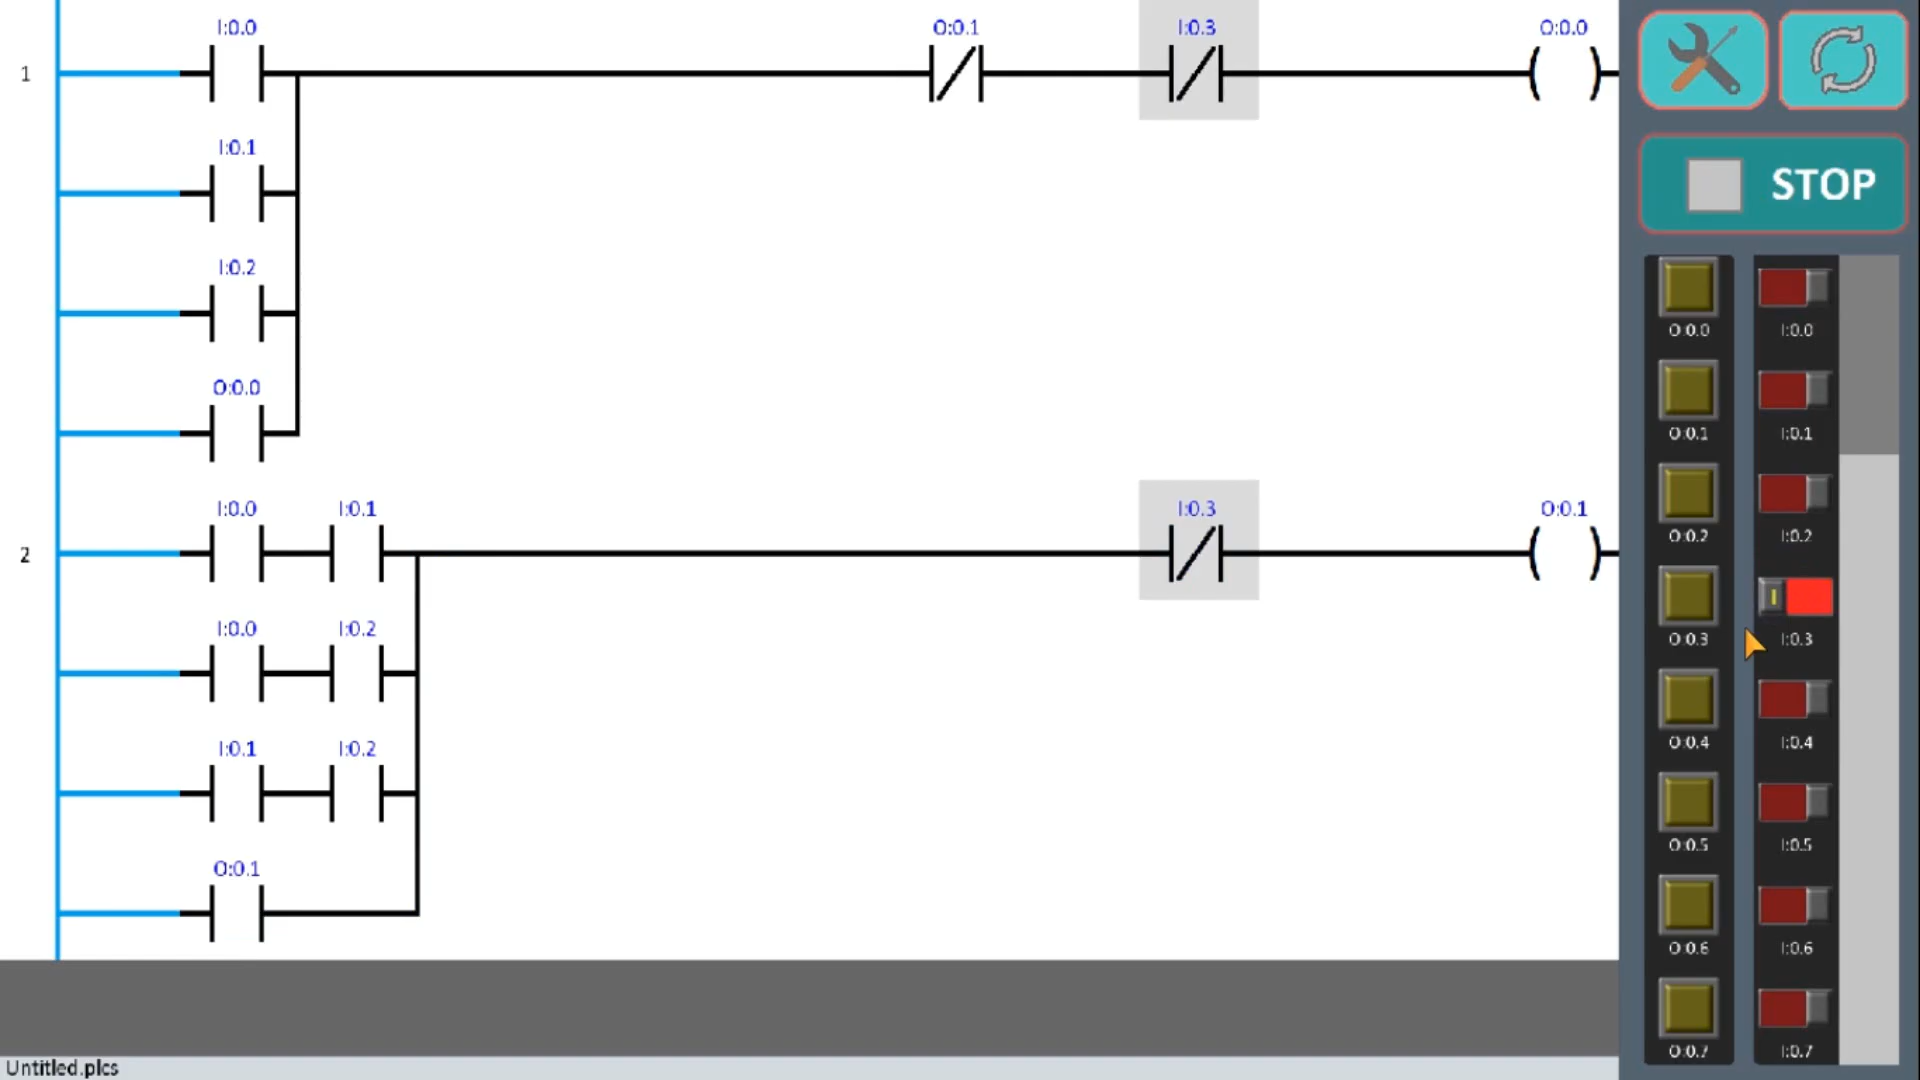 I:0.0
O:0.1
I:0.3
O:0.0
1
I:0.1
I:0.2
O:0.0
I:0.0
I:0.1
I:0.3
O:0.1
2
I:0.0
I:0.2
I:0.1
I:0.2
O:0.1
Untitled.plcs
STOP
O:0.0
I:0.0
O:0.1
I:0.1
O:0.2
I:0.2
O:0.3
I:0.3
O:0.4
I:0.4
O:0.5
I:0.5
O:0.6
I:0.6
O:0.7
I:0.7